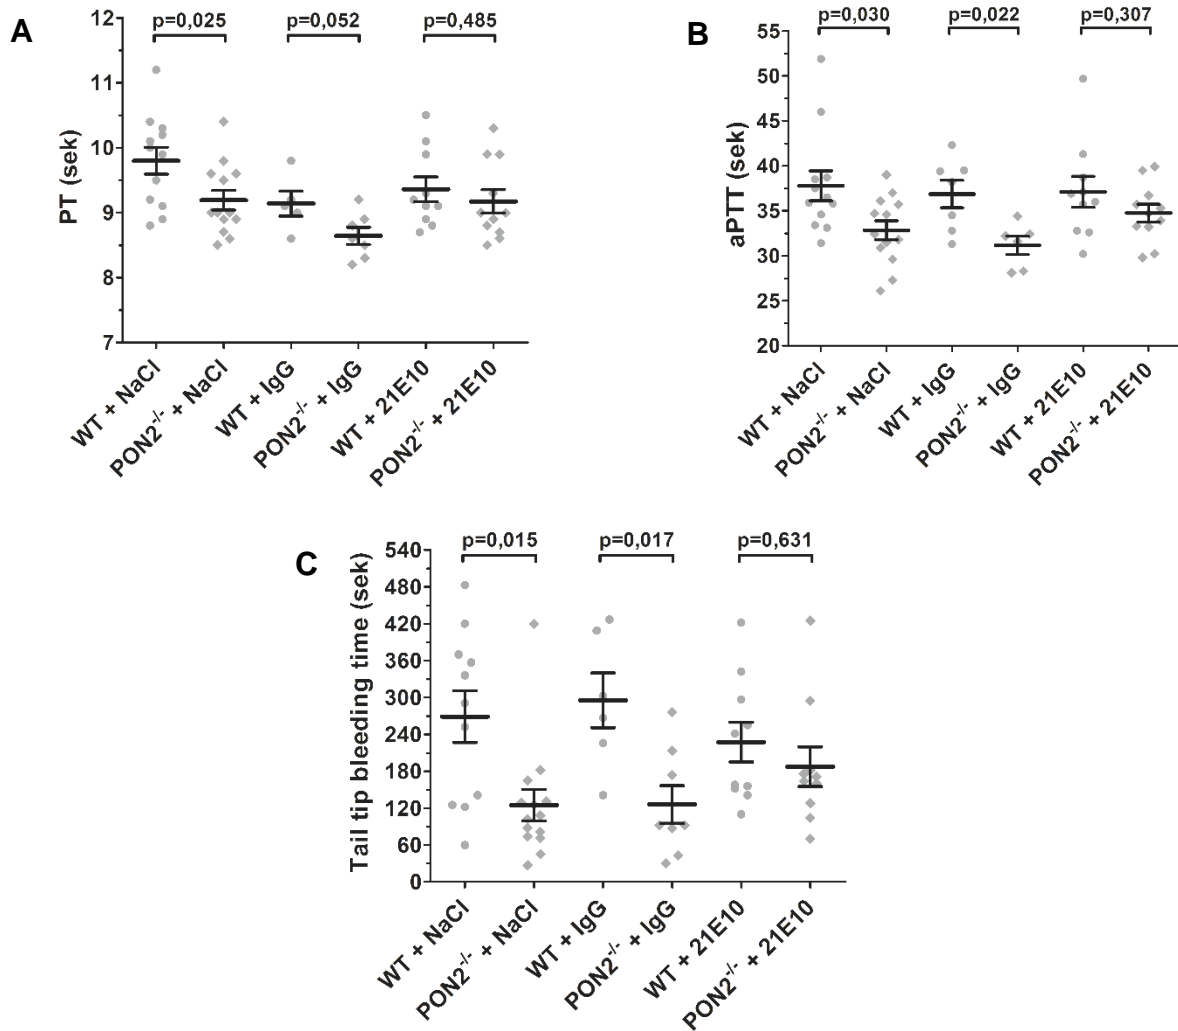 A
p=0,025 p=0,052 p=0,485
PT (sek)
12
11
10
9
8
7
WT + NaCl
PON2-/- + NaCl
WT + IgG
PON2-/- + IgG
WT + 21E10
PON2-/- + 21E10
B
p=0,030 p=0,022 p=0,307
aPTT (sek)
55
50
45
40
35
30
25
20
WT + NaCl
PON2-/- + NaCl
WT + IgG
PON2-/- + IgG
WT + 21E10
PON2-/- + 21E10
C
p=0,015 p=0,017 p=0,631
Tail tip bleeding time (sek)
540
480
420
360
300
240
180
120
60
0
WT + NaCl
PON2-/- + NaCl
WT + IgG
PON2-/- + IgG
WT + 21E10
PON2-/- + 21E10